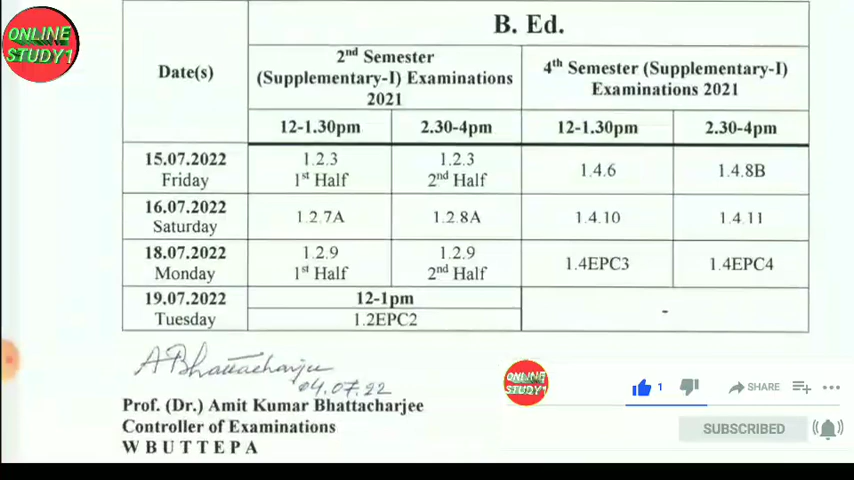 ONLINE
STUDY1
B. Ed.
Date(s)
2nd Semester
(Supplementary-I) Examinations
2021
4th Semester (Supplementary-I)
Examinations 2021
12-1.30pm 2.30-4pm 12-1.30pm 2.30-4pm
15.07.2022
Friday
1.2.3
1st Half
1.2.3
2nd Half
1.4.6
1.4.8B
16.07.2022
Saturday
1.2.7A
1.2.8A
1.4.10
1.4.11
18.07.2022
Monday
1.2.9
1st Half
1.2.9
2nd Half
1.4EPC3
1.4EPC4
19.07.2022
Tuesday
12-1pm
1.2EPC2
-
ABhattacharjee
04.07.22
Prof. (Dr.) Amit Kumar Bhattacharjee
Controller of Examinations
W B U T T E P A
ONLINE
STUDY1
1
SHARE
SUBSCRIBED